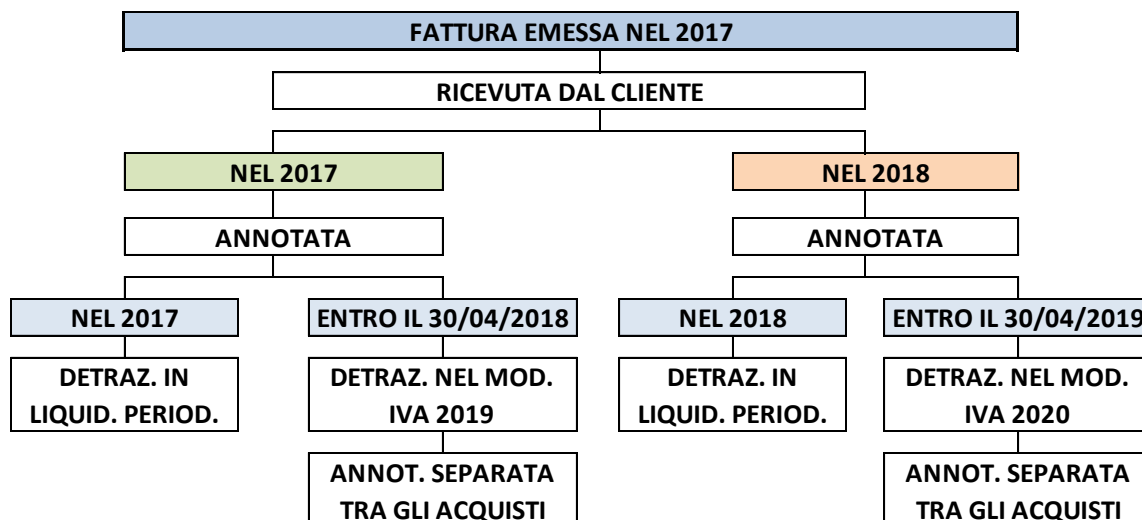 FATTURA EMESSA NEL 2017
RICEVUTA DAL CLIENTE
NEL 2017
NEL 2018
ANNOTATA
ANNOTATA
NEL 2017
ENTRO IL 30/04/2018
NEL 2018
ENTRO IL 30/04/2019
DETRAZ. IN
LIQUID. PERIOD.
DETRAZ. NEL MOD.
IVA 2019
DETRAZ. IN
LIQUID. PERIOD.
DETRAZ. NEL MOD.
IVA 2020
ANNOT. SEPARATA
TRA GLI ACQUISTI
ANNOT. SEPARATA
TRA GLI ACQUISTI